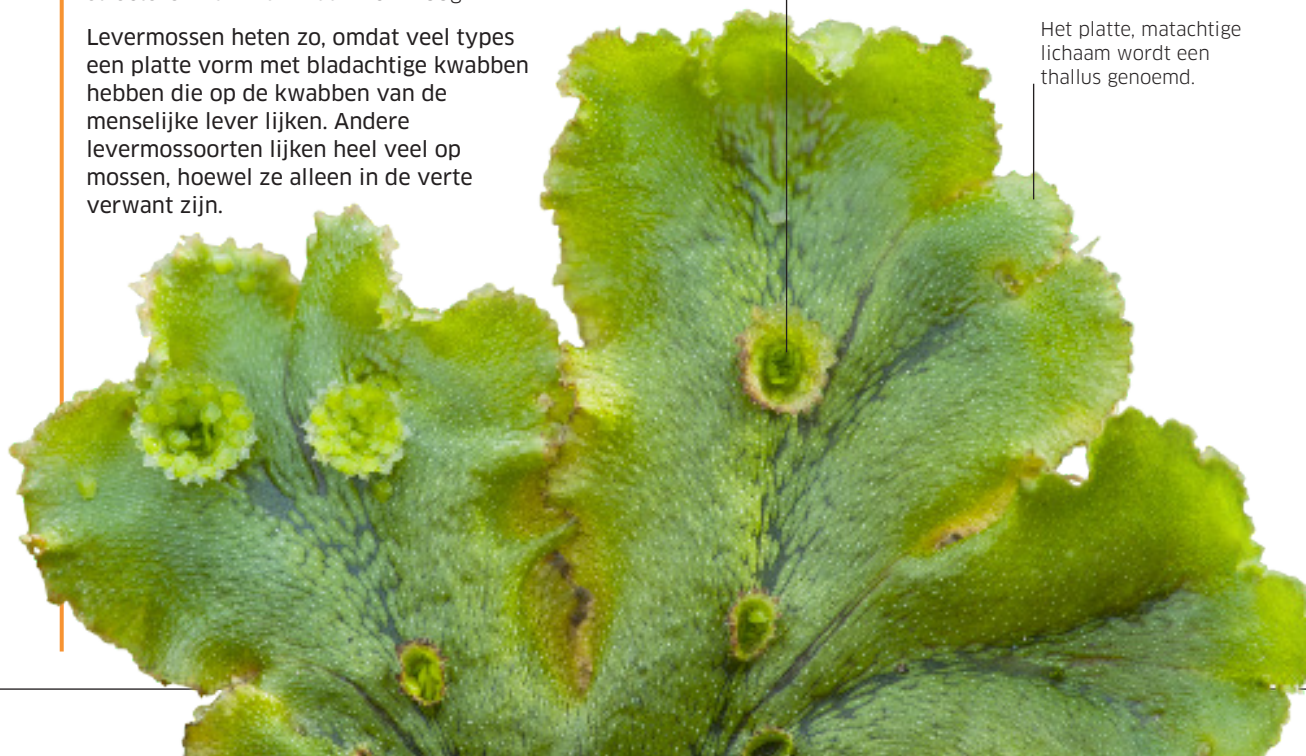 Levermossen heten zo, omdat veel types
een platte vorm met bladachtige kwabben
hebben die op de kwabben van de
menselijke lever lijken. Andere
levermossoorten lijken heel veel op
mossen, hoewel ze alleen in de verte
verwant zijn.
Het platte, matachtige
lichaam wordt een
thallus genoemd.